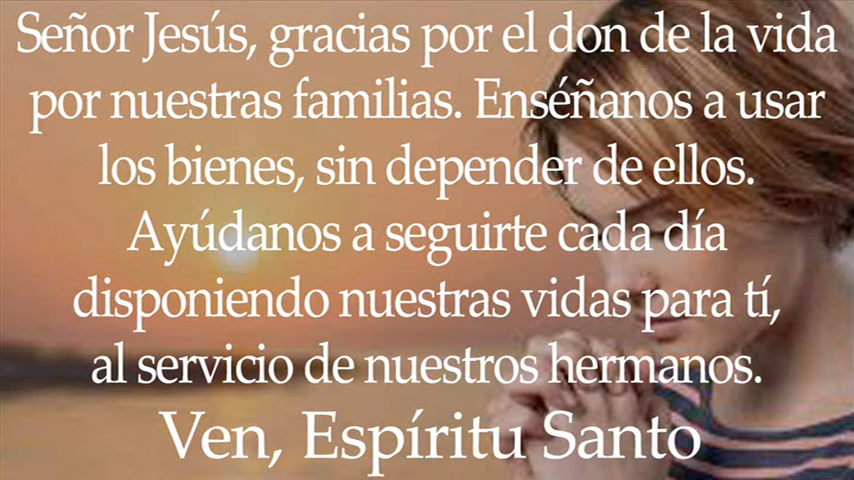 Señor Jesús, gracias por el don de la vida
por nuestras familias. Enséñanos a usar
los bienes, sin depender de ellos.
Ayúdanos a seguirte cada día
disponiendo nuestras vidas para tí,
al servicio de nuestros hermanos.
Ven, Espíritu Santo